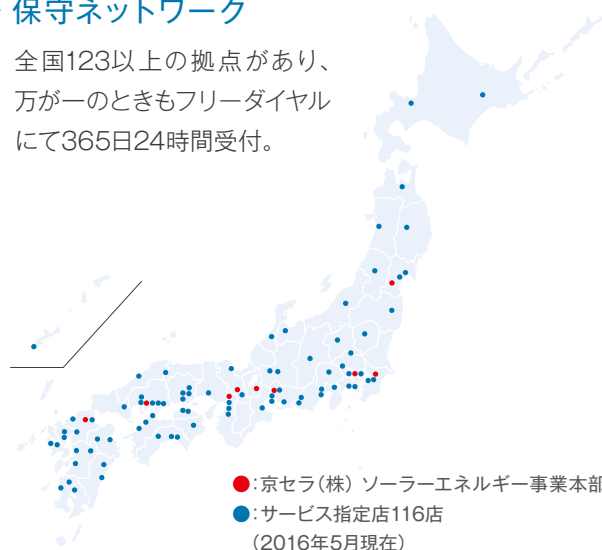 保守ネットワーク
全国123以上の拠点があり、
万が一のときもフリーダイヤル
にて365日24時間受付。
●:京セラ(株) ソーラーエネルギー事業本部
●:サービス指定店116店
(2016年5月現在)